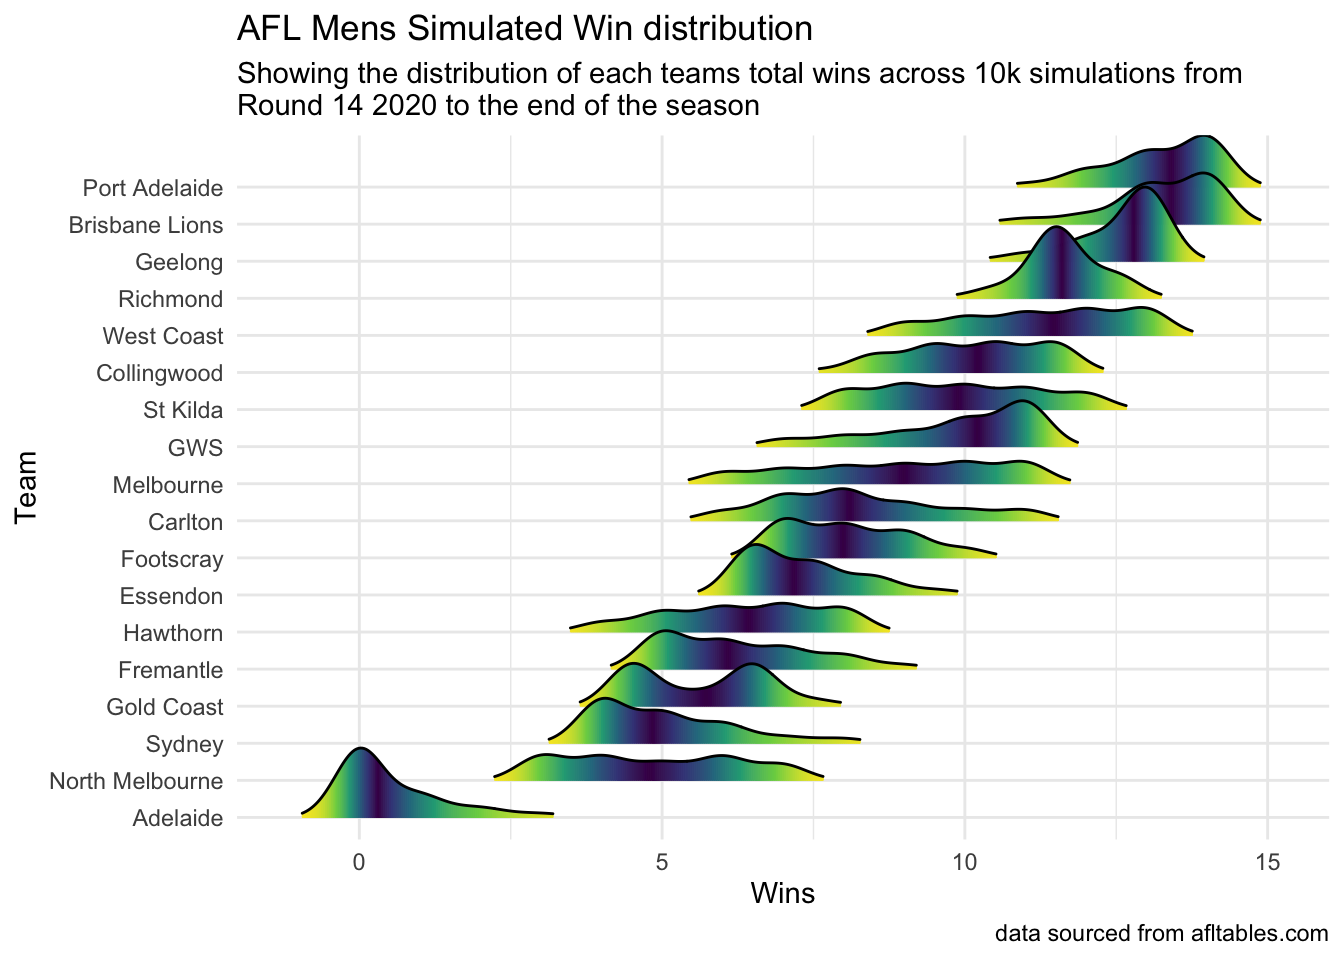 AFL Mens Simulated Win distribution
Showing the distribution of each teams total wins across 10k simulations from
Round 14 2020 to the end of the season
Port Adelaide
Brisbane Lions
Geelong
Richmond
West Coast
Collingwood
St Kilda
GWS
Melbourne
Carlton
Footscray
Essendon
Hawthorn
Fremantle
Gold Coast
Sydney
North Melbourne
Adelaide
Team
0 5 10 15
Wins
data sourced from afltables.com